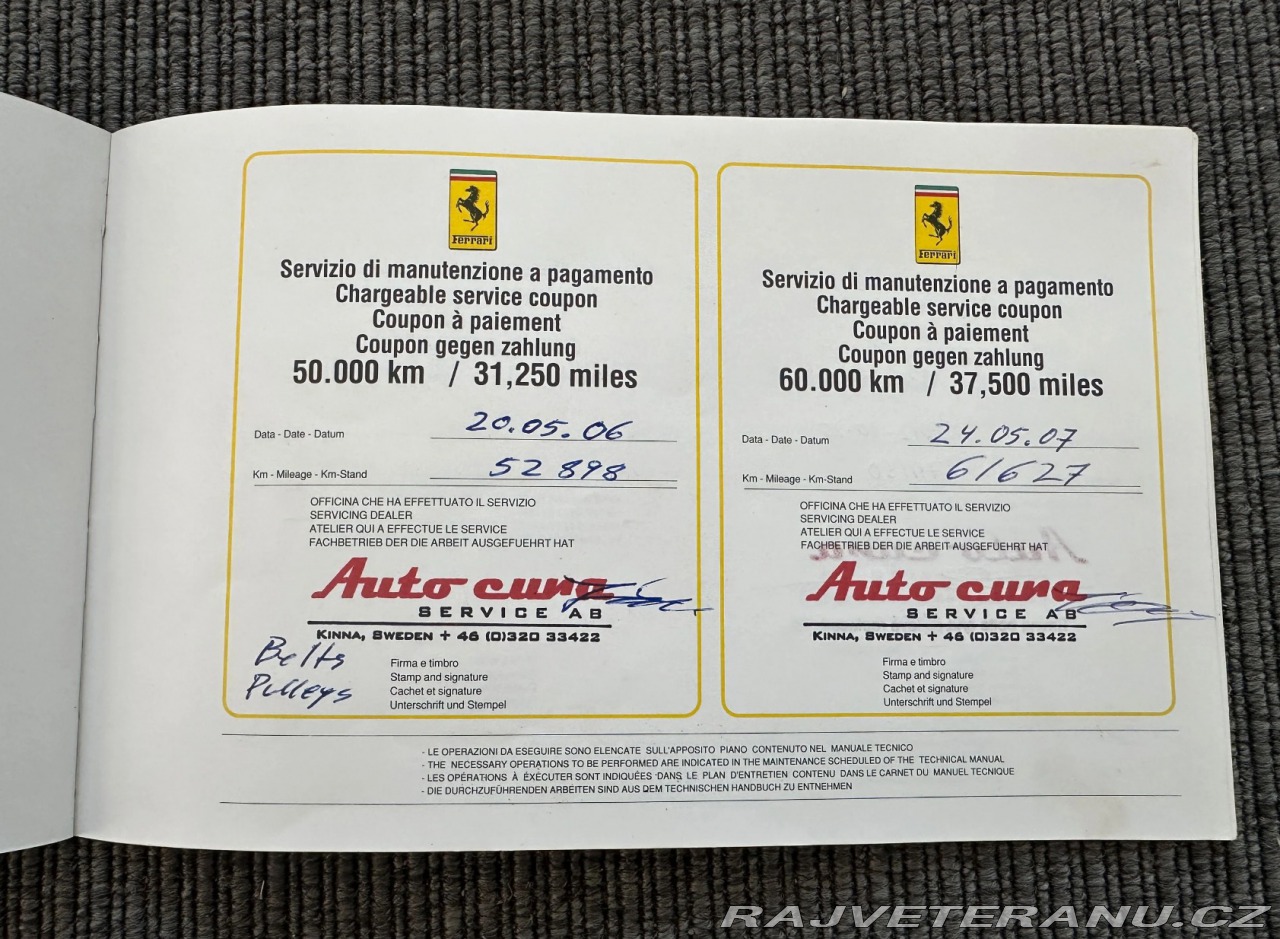 Ferrari
Servizio di manutenzione a pagamento
Chargeable service coupon
Coupon à paiement
Coupon gegen zahlung
50.000 km / 31,250 miles
Data - Date - Datum 20.05.06
Km - Mileage - Km-Stand 52898
OFFICINA CHE HA EFFETTUATO IL SERVIZIO
SERVICING DEALER
ATELIER QUI A EFFECTUE LE SERVICE
FACHBETRIEB DER DIE ARBEIT AUSGEFUEHRT HAT
Auto cura
SERVICE AB
KINNA, SWEDEN + 46 (0)320 33422
Belts
Pulleys
Firma e timbro
Stamp and signature
Cachet et signature
Unterschrift und Stempel
Ferrari
Servizio di manutenzione a pagamento
Chargeable service coupon
Coupon à paiement
Coupon gegen zahlung
60.000 km / 37,500 miles
Data - Date - Datum 24.05.07
Km - Mileage - Km-Stand 61627
OFFICINA CHE HA EFFETTUATO IL SERVIZIO
SERVICING DEALER
ATELIER QUI A EFFECTUE LE SERVICE
FACHBETRIEB DER DIE ARBEIT AUSGEFUEHRT HAT
Auto cura
SERVICE AB
KINNA, SWEDEN + 46 (0)320 33422
Firma e timbro
Stamp and signature
Cachet et signature
Unterschrift und Stempel
- LE OPERAZIONI DA ESEGUIRE SONO ELENCATE SULL'APPOSITO PIANO CONTENUTO NEL MANUALE TECNICO
- THE NECESSARY OPERATIONS TO BE PERFORMED ARE INDICATED IN THE MAINTENANCE SCHEDULED OF THE TECHNICAL MANUAL
- LES OPÉRATIONS À ÉXÉCUTER SONT INDIQUÉES DANS LE PLAN D'ENTRETIEN CONTENU DANS LE CARNET DU MANUEL TECNIQUE
- DIE DURCHZUFÜHRENDEN ARBEITEN SIND AUS DEM TECHNISCHEN HANDBUCH ZU ENTNEHMEN
RAJVETERANU.CZ